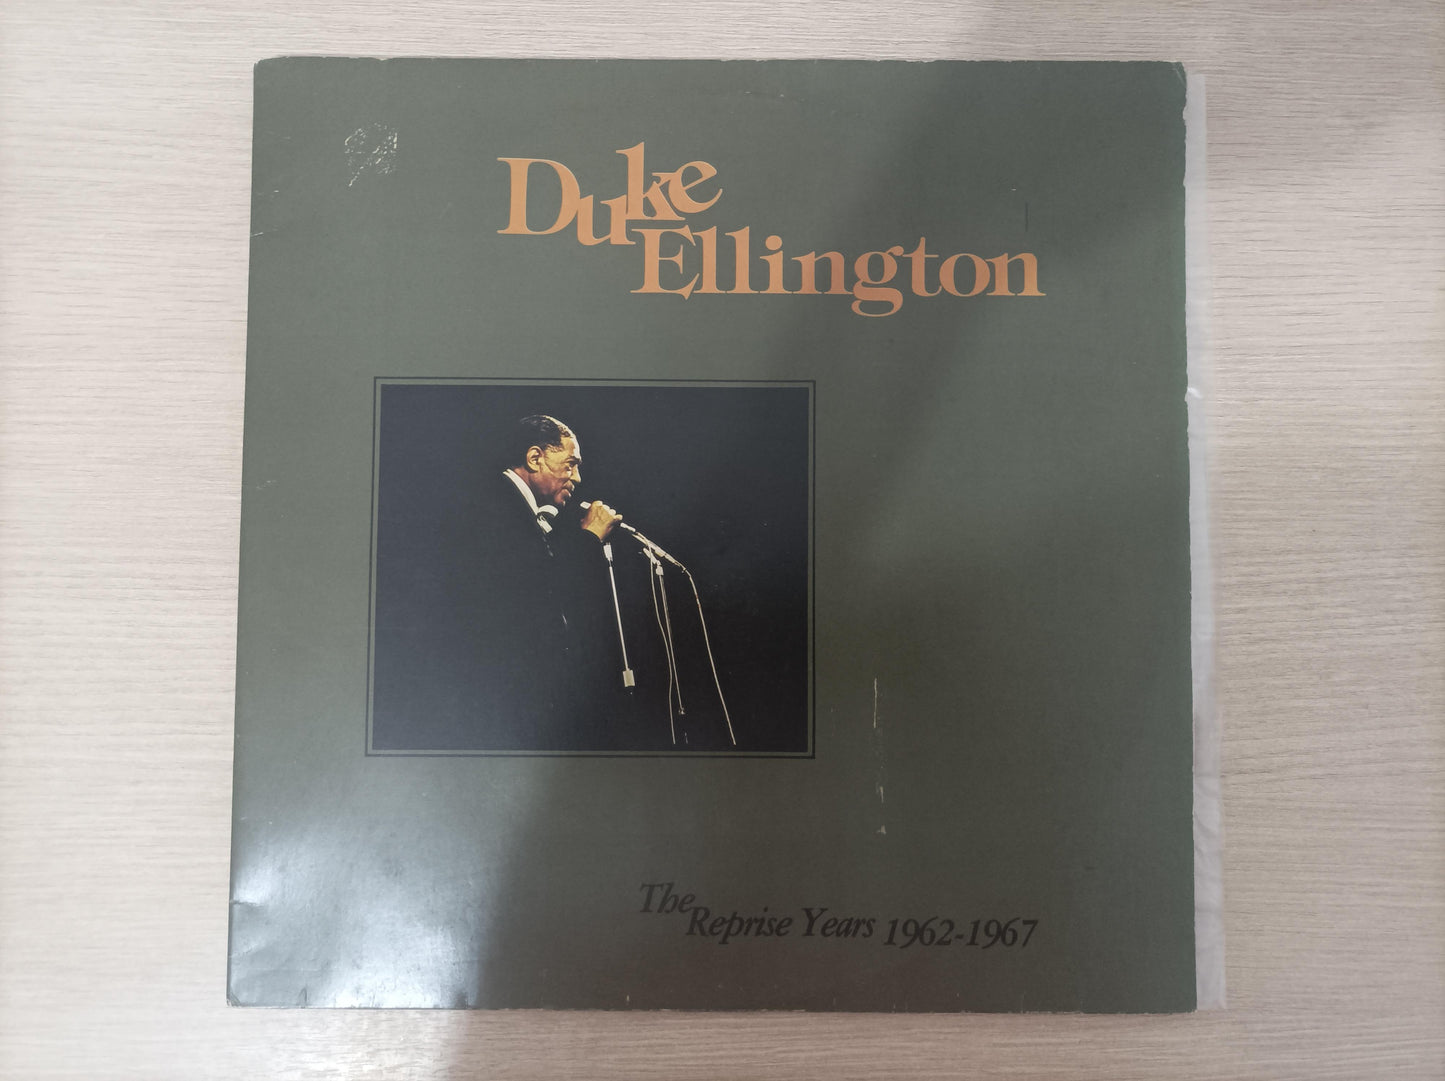 Duke
Ellington
The
Reprise Years 1962-1967